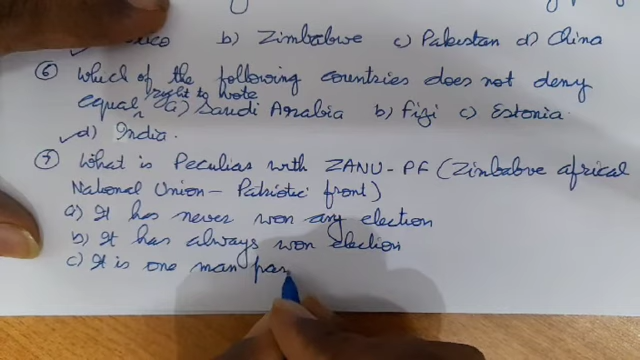 b) Zimbabwe c) Pakistan d) China
⑥ Which of the following countries does not deny
equal right to vote a) Saudi Arabia b) Fiji c) Estonia
d) India.
⑦ What is Peculiar with ZANU-PF (Zimbabve africal
National Union - Patriotic front)
a) It has never won any election
b) It has always won election
c) It is one man par